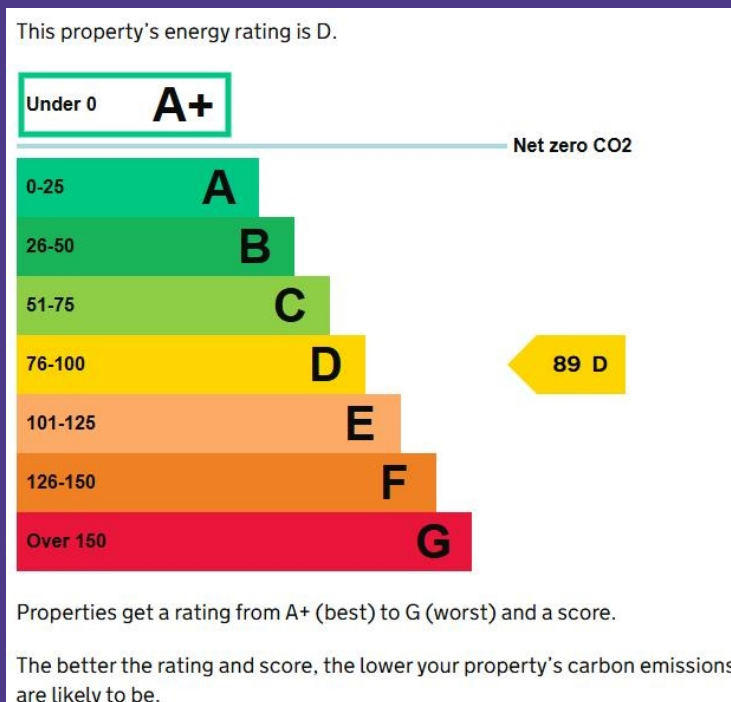 This property's energy rating is D.
Under 0 A+
Net zero CO2
0-25 A
26-50 B
51-75 C
76-100 D
89 D
101-125 E
126-150 F
Over 150 G
Properties get a rating from A+ (best) to G (worst) and a score.
The better the rating and score, the lower your property's carbon emissions
are likely to be.